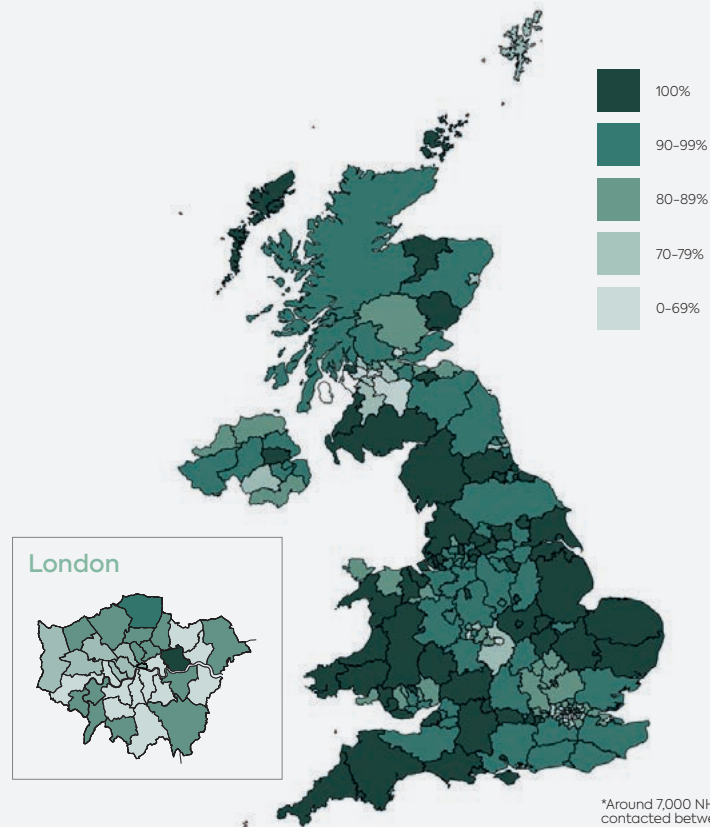 100%
90-99%
80-89%
70-79%
0-69%
London
*Around 7,000 NH
contacted betwe